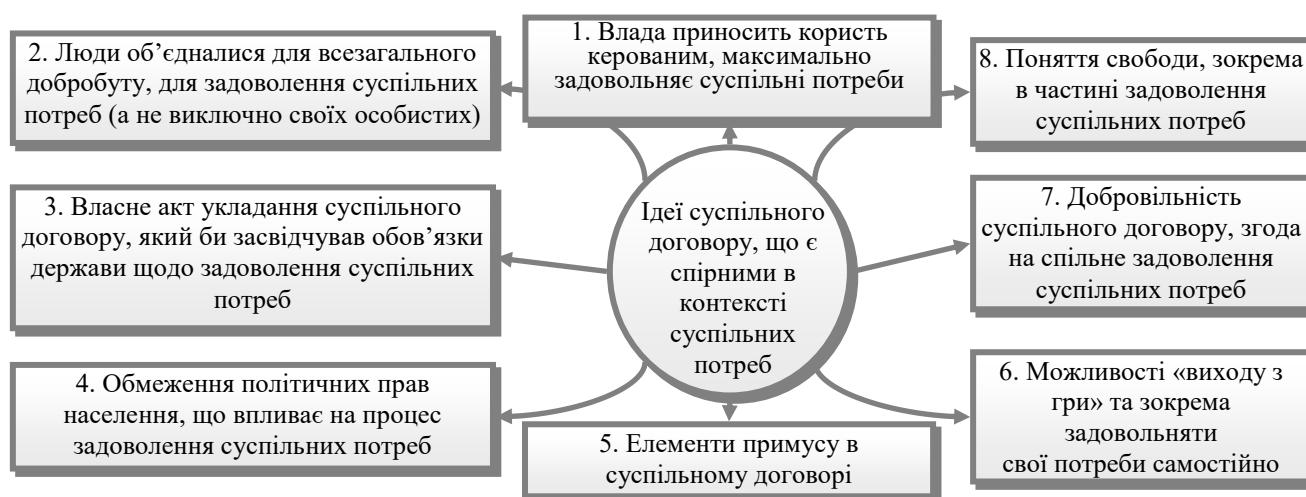 1. Влада приносить користь
керованим, максимально
задовольняє суспільні потреби
2. Люди об’єдналися для всезагального
добробуту, для задоволення суспільних
потреб (а не виключно своїх особистих)
3. Власне акт укладання суспільного
договору, який би засвідчував обов’язки
держави щодо задоволення суспільних
потреб
4. Обмеження політичних прав
населення, що впливає на процес
задоволення суспільних потреб
5. Елементи примусу в
суспільному договорі
6. Можливості «виходу з
гри» та зокрема
задовольняти
свої потреби самостійно
7. Добровільність
суспільного договору, згода
на спільне задоволення
суспільних потреб
8. Поняття свободи, зокрема
в частині задоволення
суспільних потреб
Ідеї суспільного
договору, що є
спірними в
контексті
суспільних
потреб